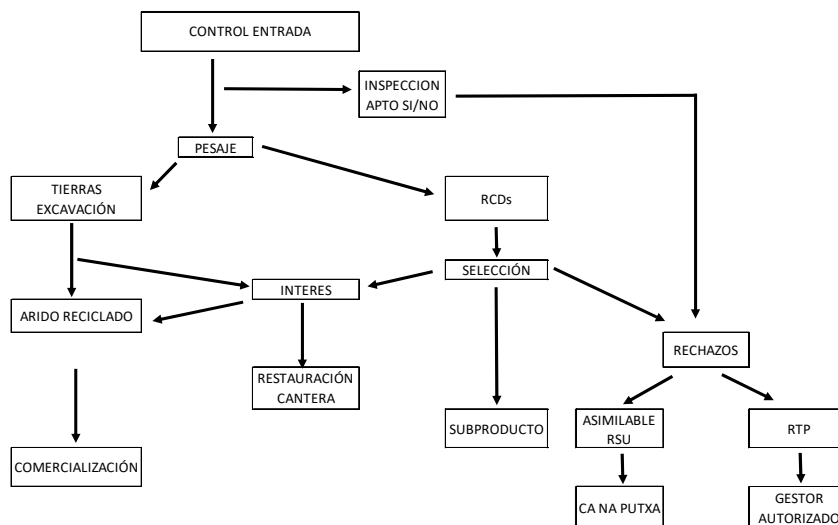 CONTROL ENTRADA
INSPECCION
APTO SI/NO
PESAJE
TIERRAS
EXCAVACIÓN
RCDs
SELECCIÓN
INTERES
ARIDO RECICLADO
RECHAZOS
RESTAURACIÓN
CANTERA
SUBPRODUCTO
ASIMILABLE
RSU
RTP
COMERCIALIZACIÓN
CA NA PUTXA
GESTOR
AUTORIZADO